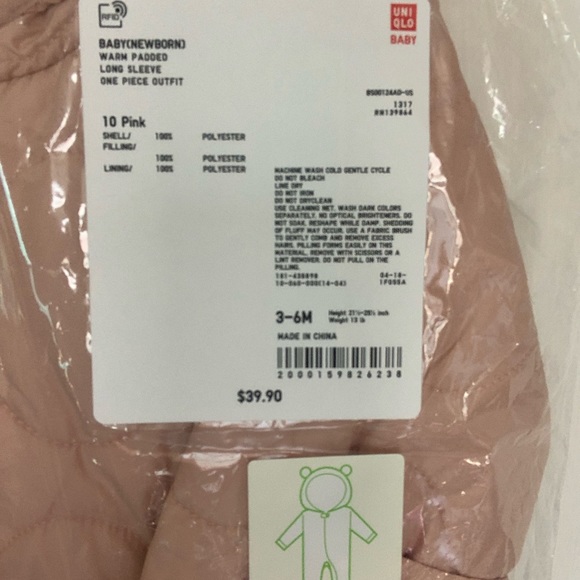 RFID
UNI
QLO
BABY
BABY(NEWBORN)
WARM PADDED
LONG SLEEVE
ONE PIECE OUTFIT
1317
RN139864
10 Pink
SHELL/ 100% POLYESTER
FILLING/
100% POLYESTER
LINING/ 100% POLYESTER
MACHINE WASH COLD GENTLE CYCLE
DO NOT BLEACH
LINE DRY
DO NOT IRON
DO NOT DRYCLEAN
USE CLEANING NET. WASH DARK COLORS
SEPARATELY. NO OPTICAL BRIGHTENERS. DO
NOT SOAK. RESHAPE WHILE DAMP. SHEDDING
OF FLUFF MAY OCCUR. USE A FABRIC BRUSH
TO GENTLY COMB AND REMOVE EXCESS
HAIRS. PILLING FORMS EASILY ON THIS
MATERIAL. REMOVE WITH SCISSORS OR A
LINT REMOVER. DO NOT PULL ON THE
PILLING.
3-6M
Weight 13 lb
MADE IN CHINA
2000159826238
$39.90